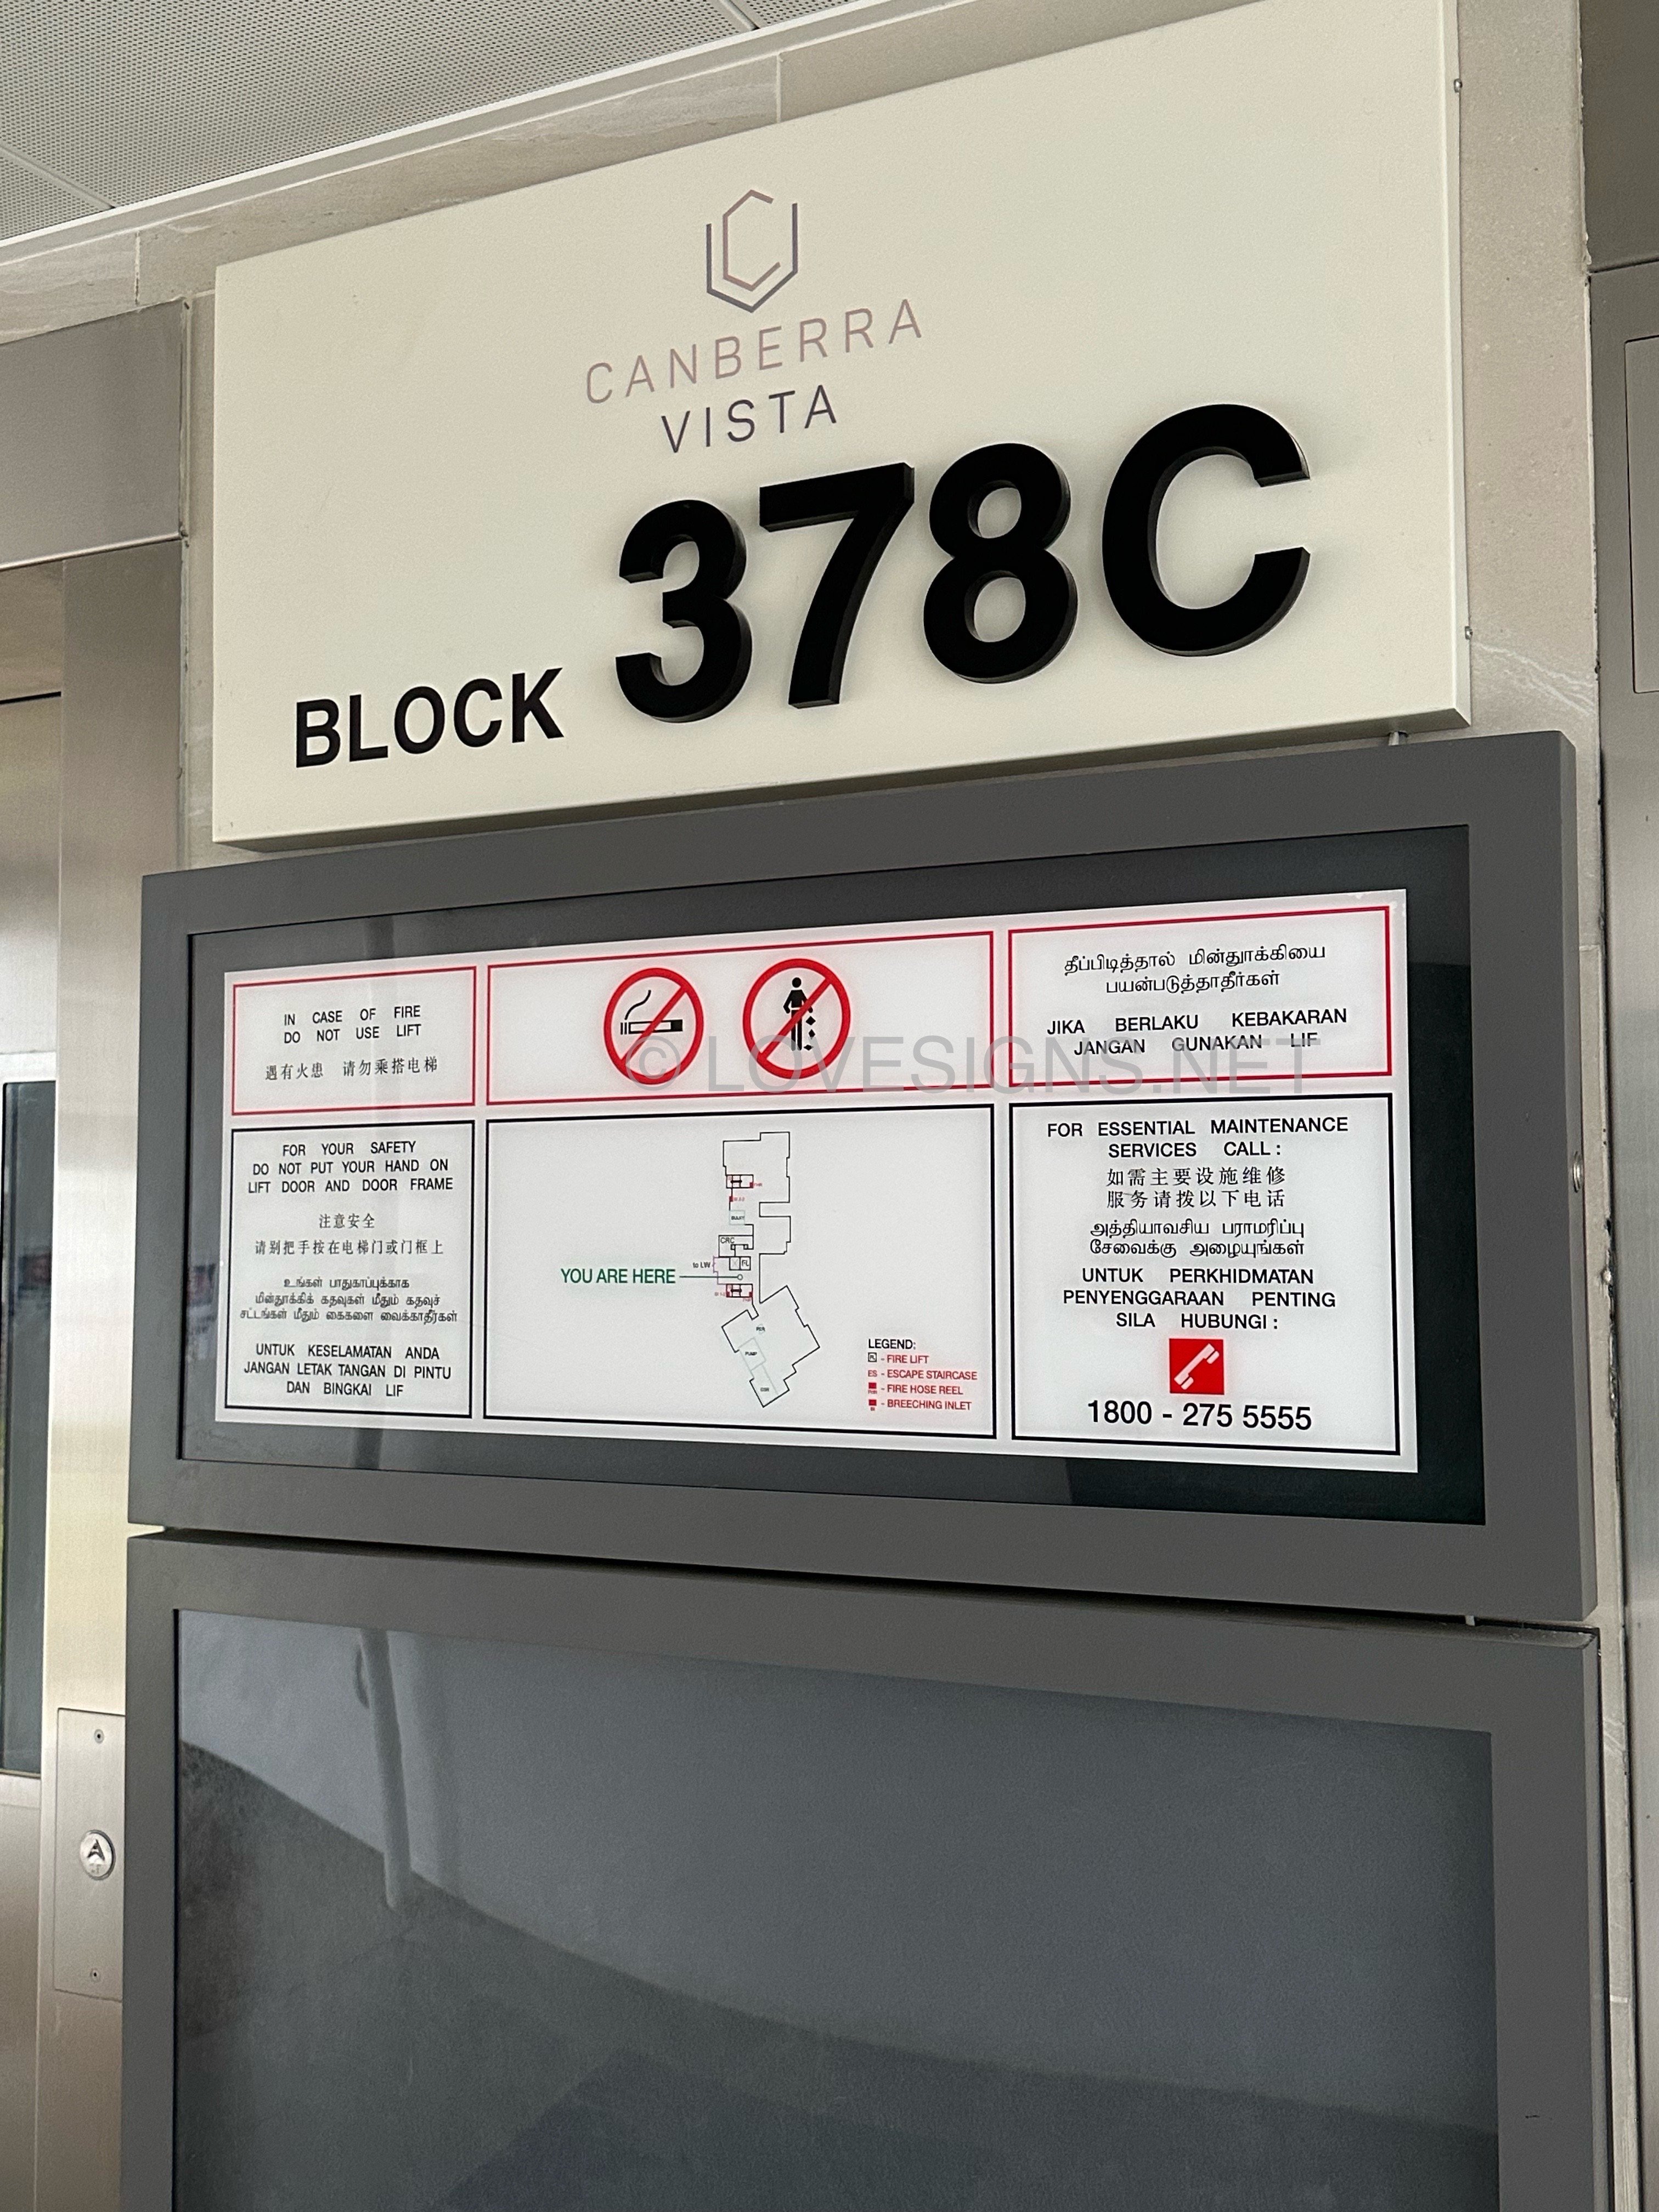 CANBERRA
VISTA
BLOCK 378C
IN CASE OF FIRE
DO NOT USE LIFT
遇有火患 请勿乘搭电梯
தீப்பிடித்தால் மின்தூக்கியை
பயன்படுத்தாதீர்கள்
JIKA BERLAKU KEBAKARAN
JANGAN GUNAKAN LIF
© LOVESIGNS.NET
FOR YOUR SAFETY
DO NOT PUT YOUR HAND ON
LIFT DOOR AND DOOR FRAME
注意安全
请别把手按在电梯门或门框上
உங்கள் பாதுகாப்புக்காக
மின்தூக்கிக் கதவுகள் மீதும் கதவுச்
சட்டங்கள் மீதும் கைகளை வைக்காதீர்கள்
UNTUK KESELAMATAN ANDA
JANGAN LETAK TANGAN DI PINTU
DAN BINGKAI LIF
CRC
FL
to LW
YOU ARE HERE
PUMP
LEGEND:
FL - FIRE LIFT
ES - ESCAPE STAIRCASE
- FIRE HOSE REEL
- BREECHING INLET
FOR ESSENTIAL MAINTENANCE
SERVICES CALL :
如需主要设施维修
服务请拨以下电话
அத்தியாவசிய பராமரிப்பு
சேவைக்கு அழையுங்கள்
UNTUK PERKHIDMATAN
PENYENGGARAAN PENTING
SILA HUBUNGI :
1800 - 275 5555